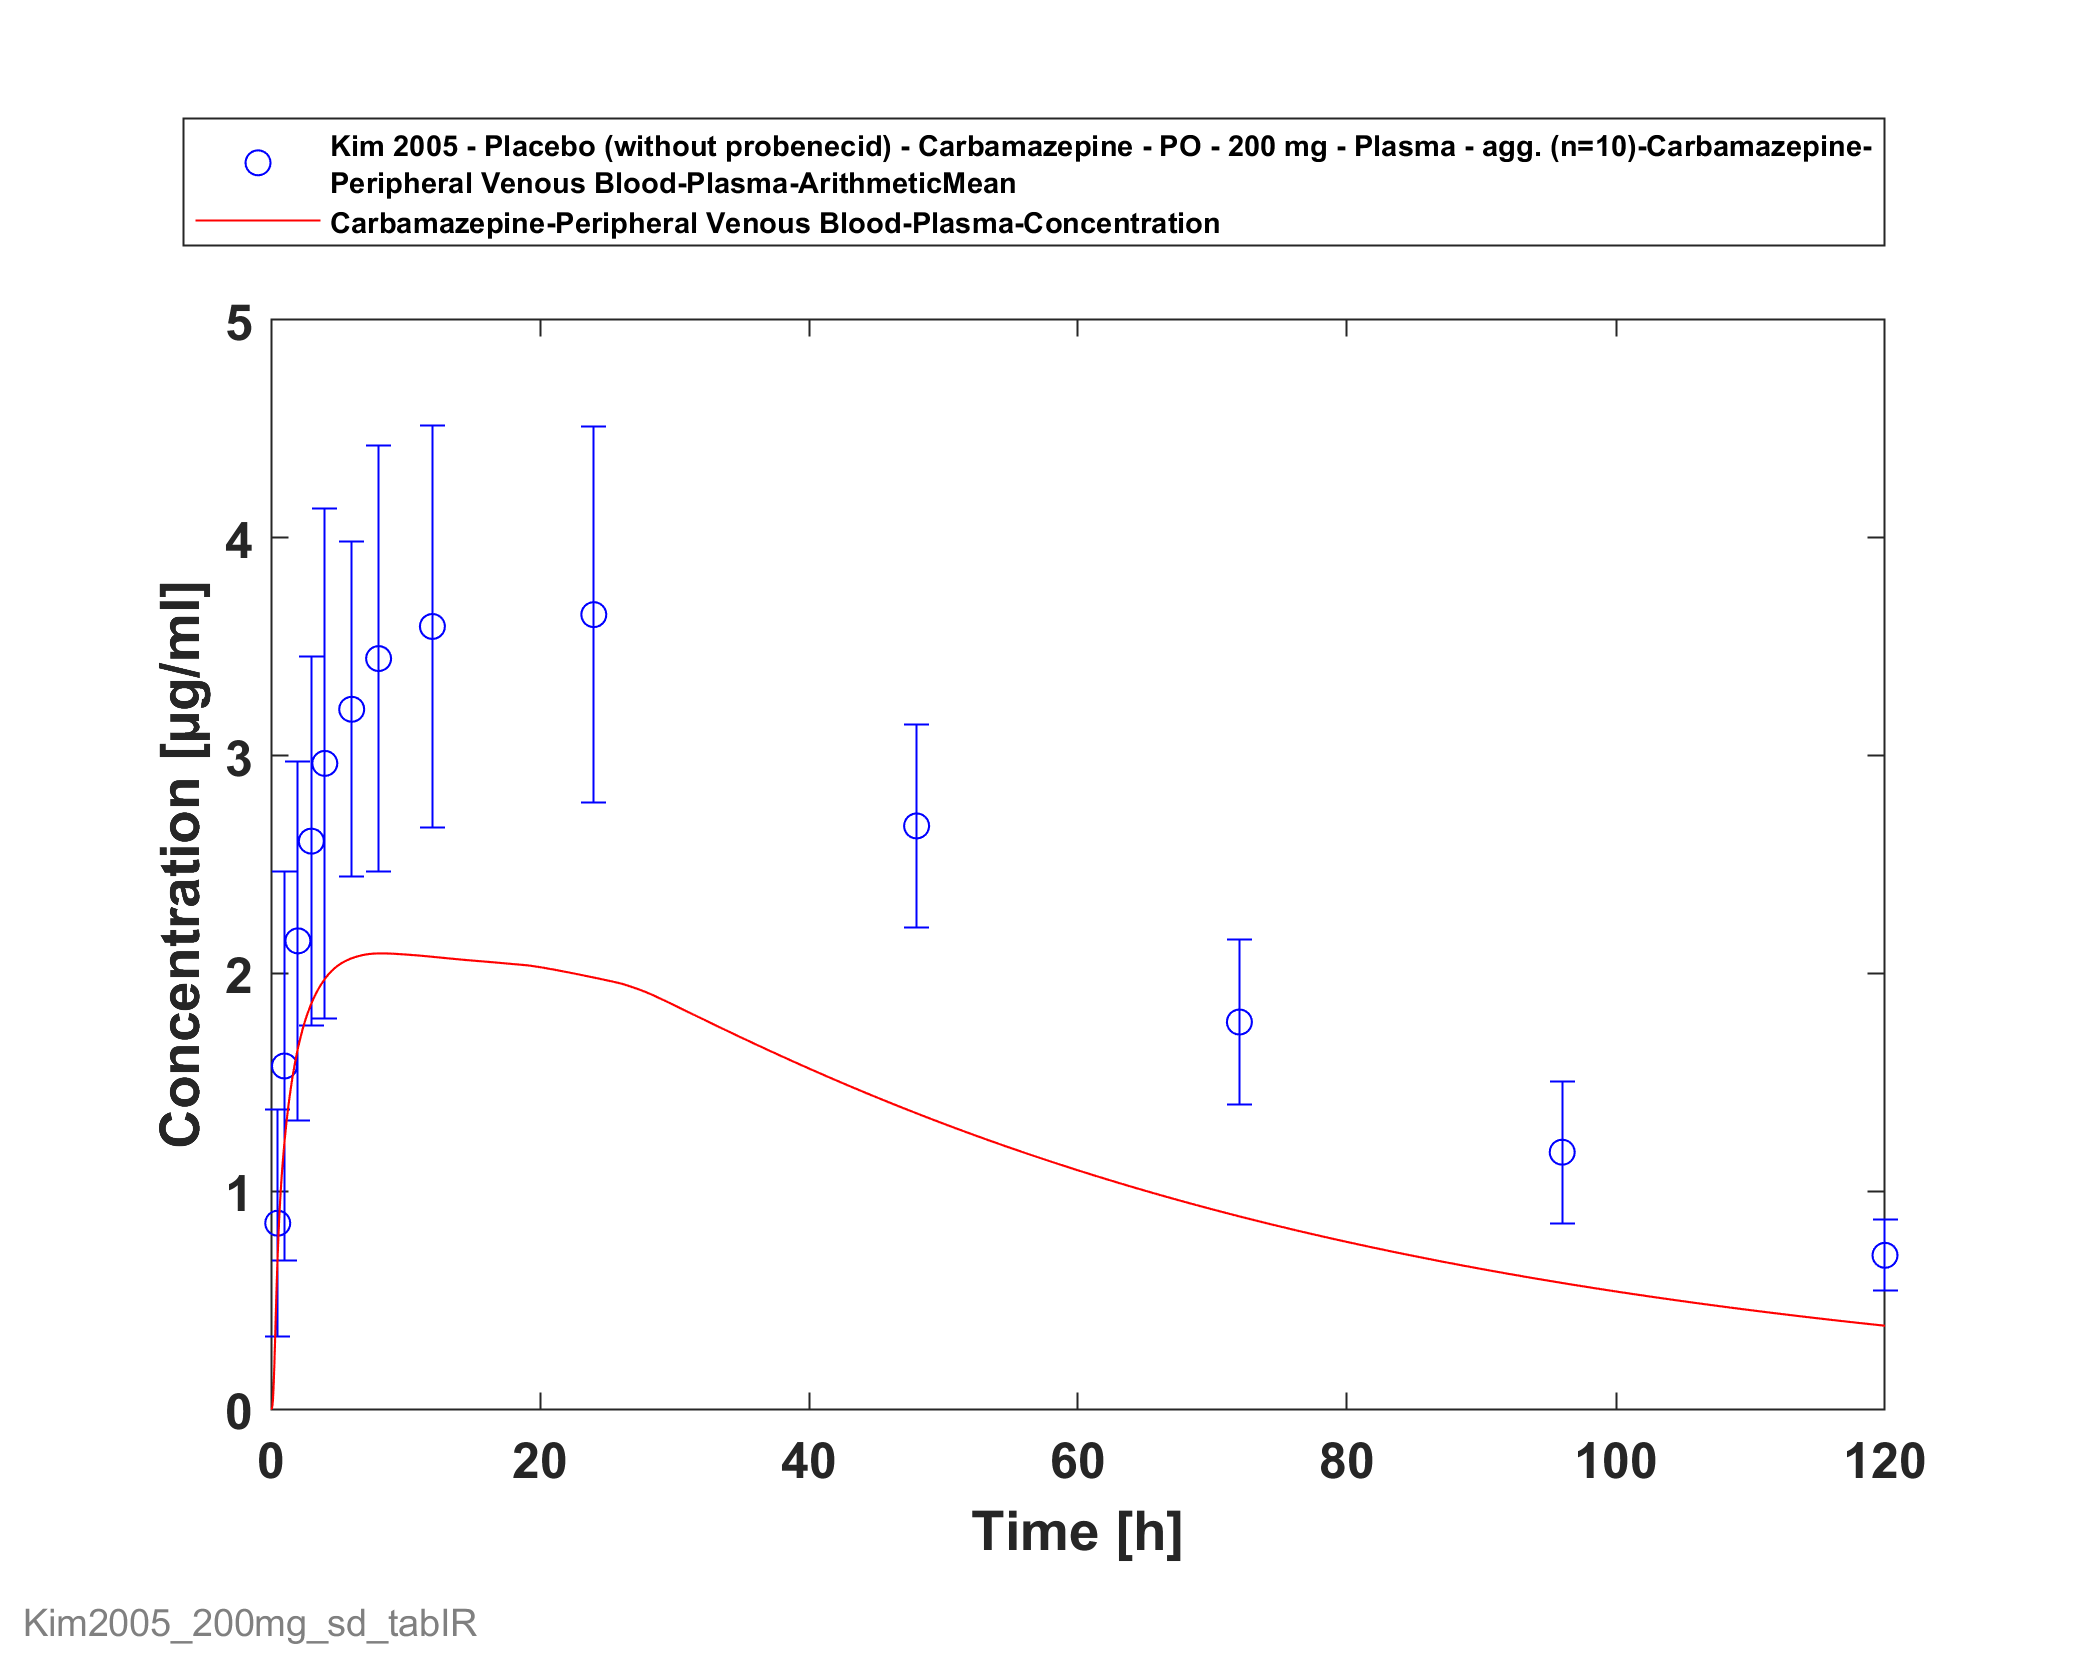 Kim 2005 - Placebo (without probenecid) - Carbamazepine - PO - 200 mg - Plasma - agg. (n=10)-Carbamazepine-
Peripheral Venous Blood-Plasma-ArithmeticMean
Carbamazepine-Peripheral Venous Blood-Plasma-Concentration
5
4
3
2
1
0
Concentration [µg/ml]
0 20 40 60 80 100 120
Time [h]
Kim2005_200mg_sd_tablR